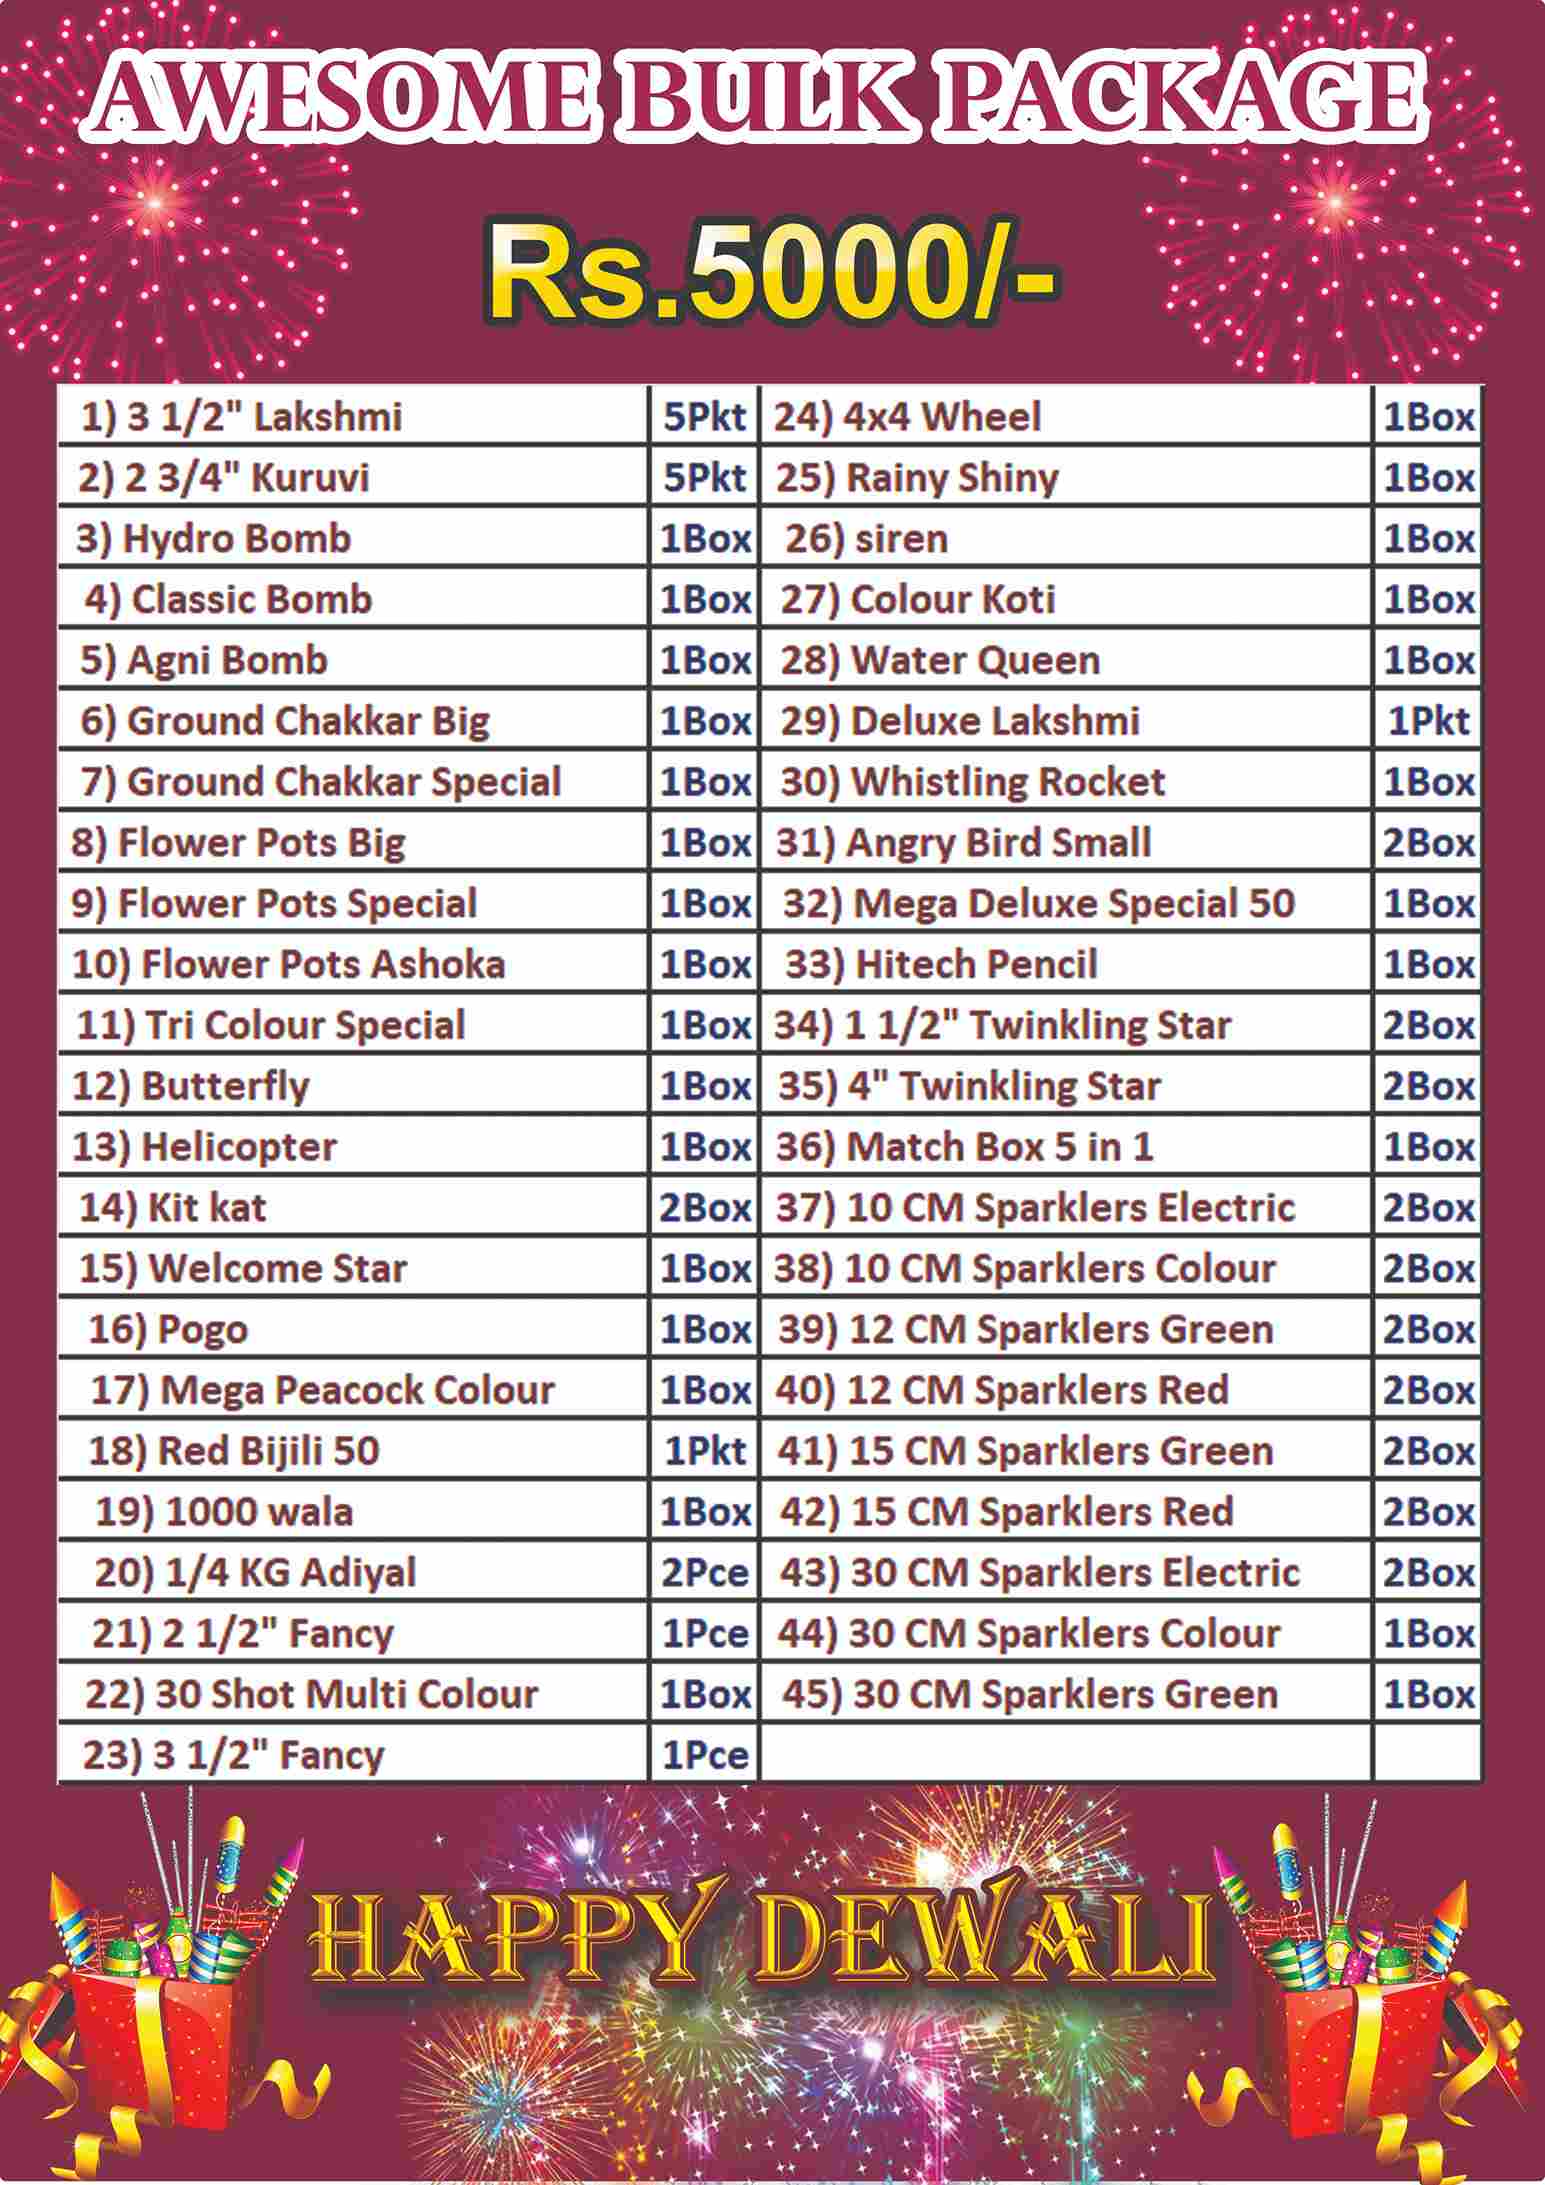 AWESOME BULK PACKAGE
Rs.5000/-
1) 3 1/2" Lakshmi 5Pkt 24) 4x4 Wheel 1Box
2) 2 3/4" Kuruvi 5Pkt 25) Rainy Shiny 1Box
3) Hydro Bomb 1Box 26) siren 1Box
4) Classic Bomb 1Box 27) Colour Koti 1Box
5) Agni Bomb 1Box 28) Water Queen 1Box
6) Ground Chakkar Big 1Box 29) Deluxe Lakshmi 1Pkt
7) Ground Chakkar Special 1Box 30) Whistling Rocket 1Box
8) Flower Pots Big 1Box 31) Angry Bird Small 2Box
9) Flower Pots Special 1Box 32) Mega Deluxe Special 50 1Box
10) Flower Pots Ashoka 1Box 33) Hitech Pencil 1Box
11) Tri Colour Special 1Box 34) 1 1/2" Twinkling Star 2Box
12) Butterfly 1Box 35) 4" Twinkling Star 2Box
13) Helicopter 1Box 36) Match Box 5 in 1 1Box
14) Kit kat 2Box 37) 10 CM Sparklers Electric 2Box
15) Welcome Star 1Box 38) 10 CM Sparklers Colour 2Box
16) Pogo 1Box 39) 12 CM Sparklers Green 2Box
17) Mega Peacock Colour 1Box 40) 12 CM Sparklers Red 2Box
18) Red Bijili 50 1Pkt 41) 15 CM Sparklers Green 2Box
19) 1000 wala 1Box 42) 15 CM Sparklers Red 2Box
20) 1/4 KG Adiyal 2Pce 43) 30 CM Sparklers Electric 2Box
21) 2 1/2" Fancy 1Pce 44) 30 CM Sparklers Colour 1Box
22) 30 Shot Multi Colour 1Box 45) 30 CM Sparklers Green 1Box
23) 3 1/2" Fancy 1Pce
HAPPY DEWALI